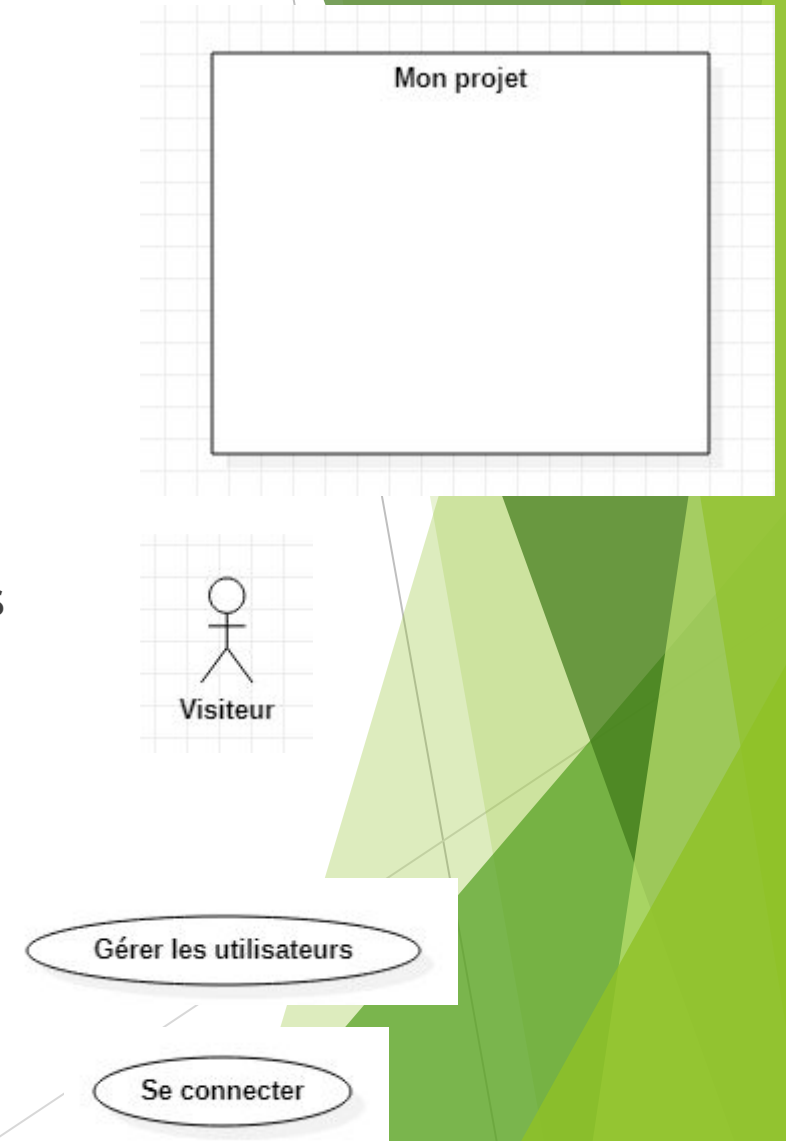 Mon projet
s
Visiteur
Gérer les utilisateurs
Se connecter